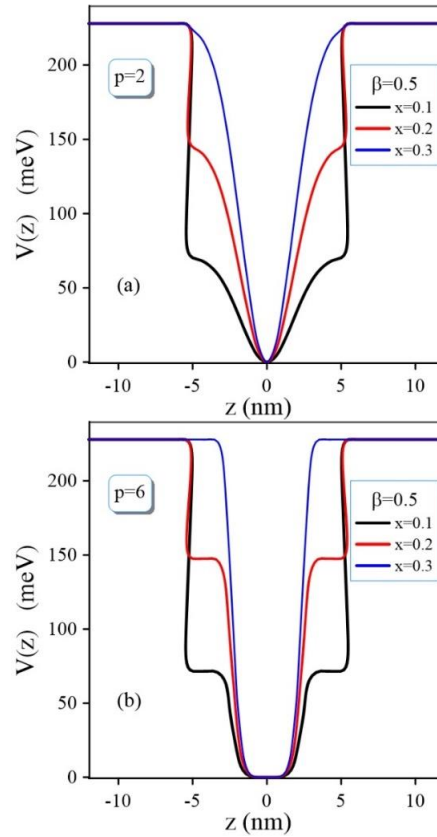 p=2
β=0.5
x=0.1
x=0.2
x=0.3
(a)
V(z) (meV)
200
150
100
50
0
-10 -5 0 5 10
z (nm)
p=6
β=0.5
x=0.1
x=0.2
x=0.3
(b)
V(z) (meV)
200
150
100
50
0
-10 -5 0 5 10
z (nm)